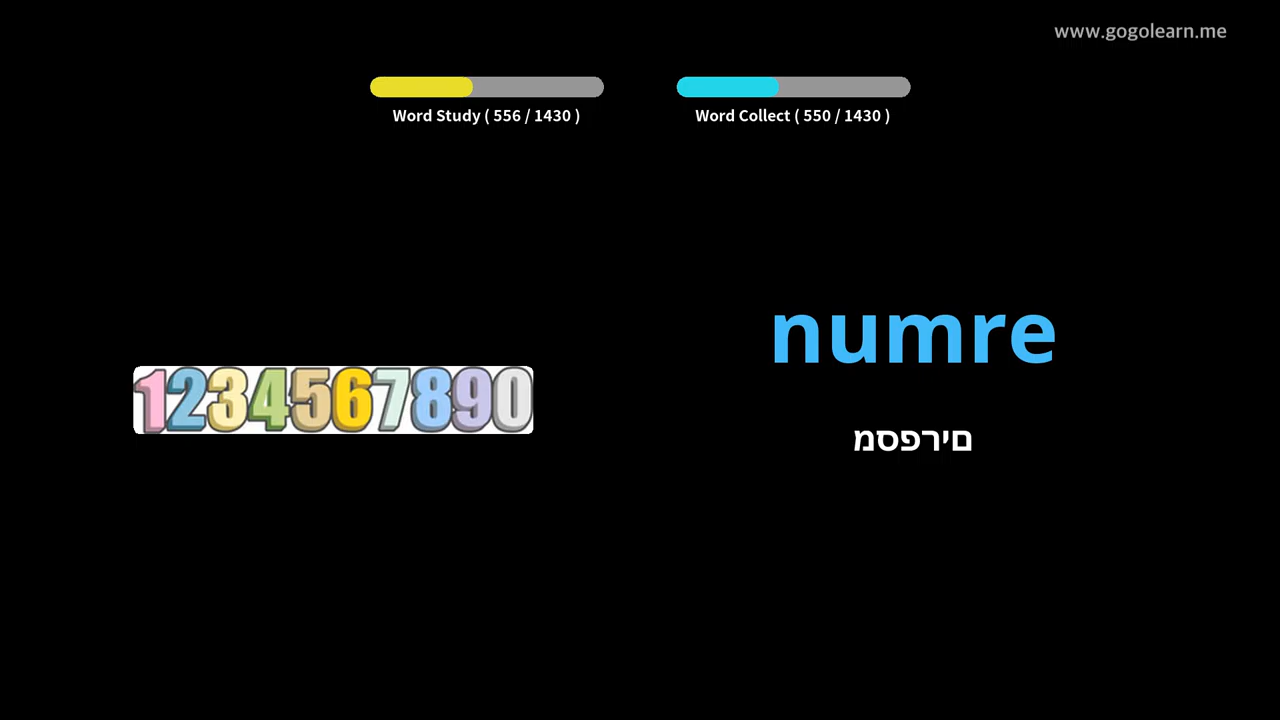 www.gogolearn.me
Word Study ( 556 / 1430 )
Word Collect ( 550 / 1430 )
numre
1234567890
םירפסמ